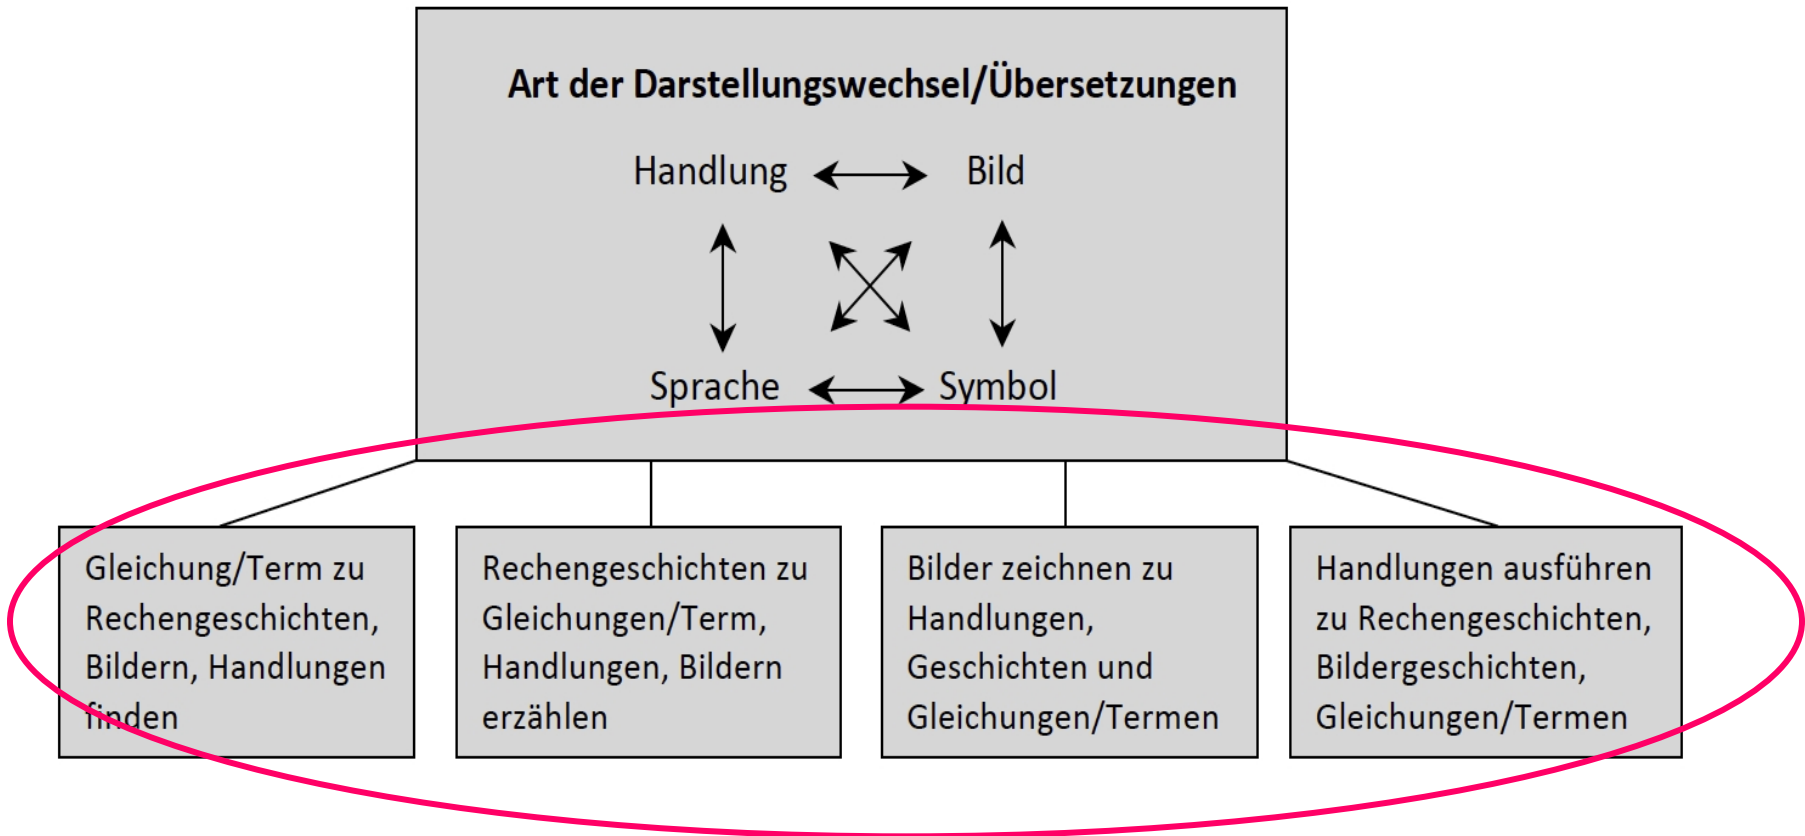 Art der Darstellungswechsel/Übersetzungen
Handlung Bild
Sprache Symbol
Gleichung/Term zu
Rechengeschichten,
Bildern, Handlungen
finden
Rechengeschichten zu
Gleichungen/Term,
Handlungen, Bildern
erzählen
Bilder zeichnen zu
Handlungen,
Geschichten und
Gleichungen/Termen
Handlungen ausführen
zu Rechengeschichten,
Bildergeschichten,
Gleichungen/Termen